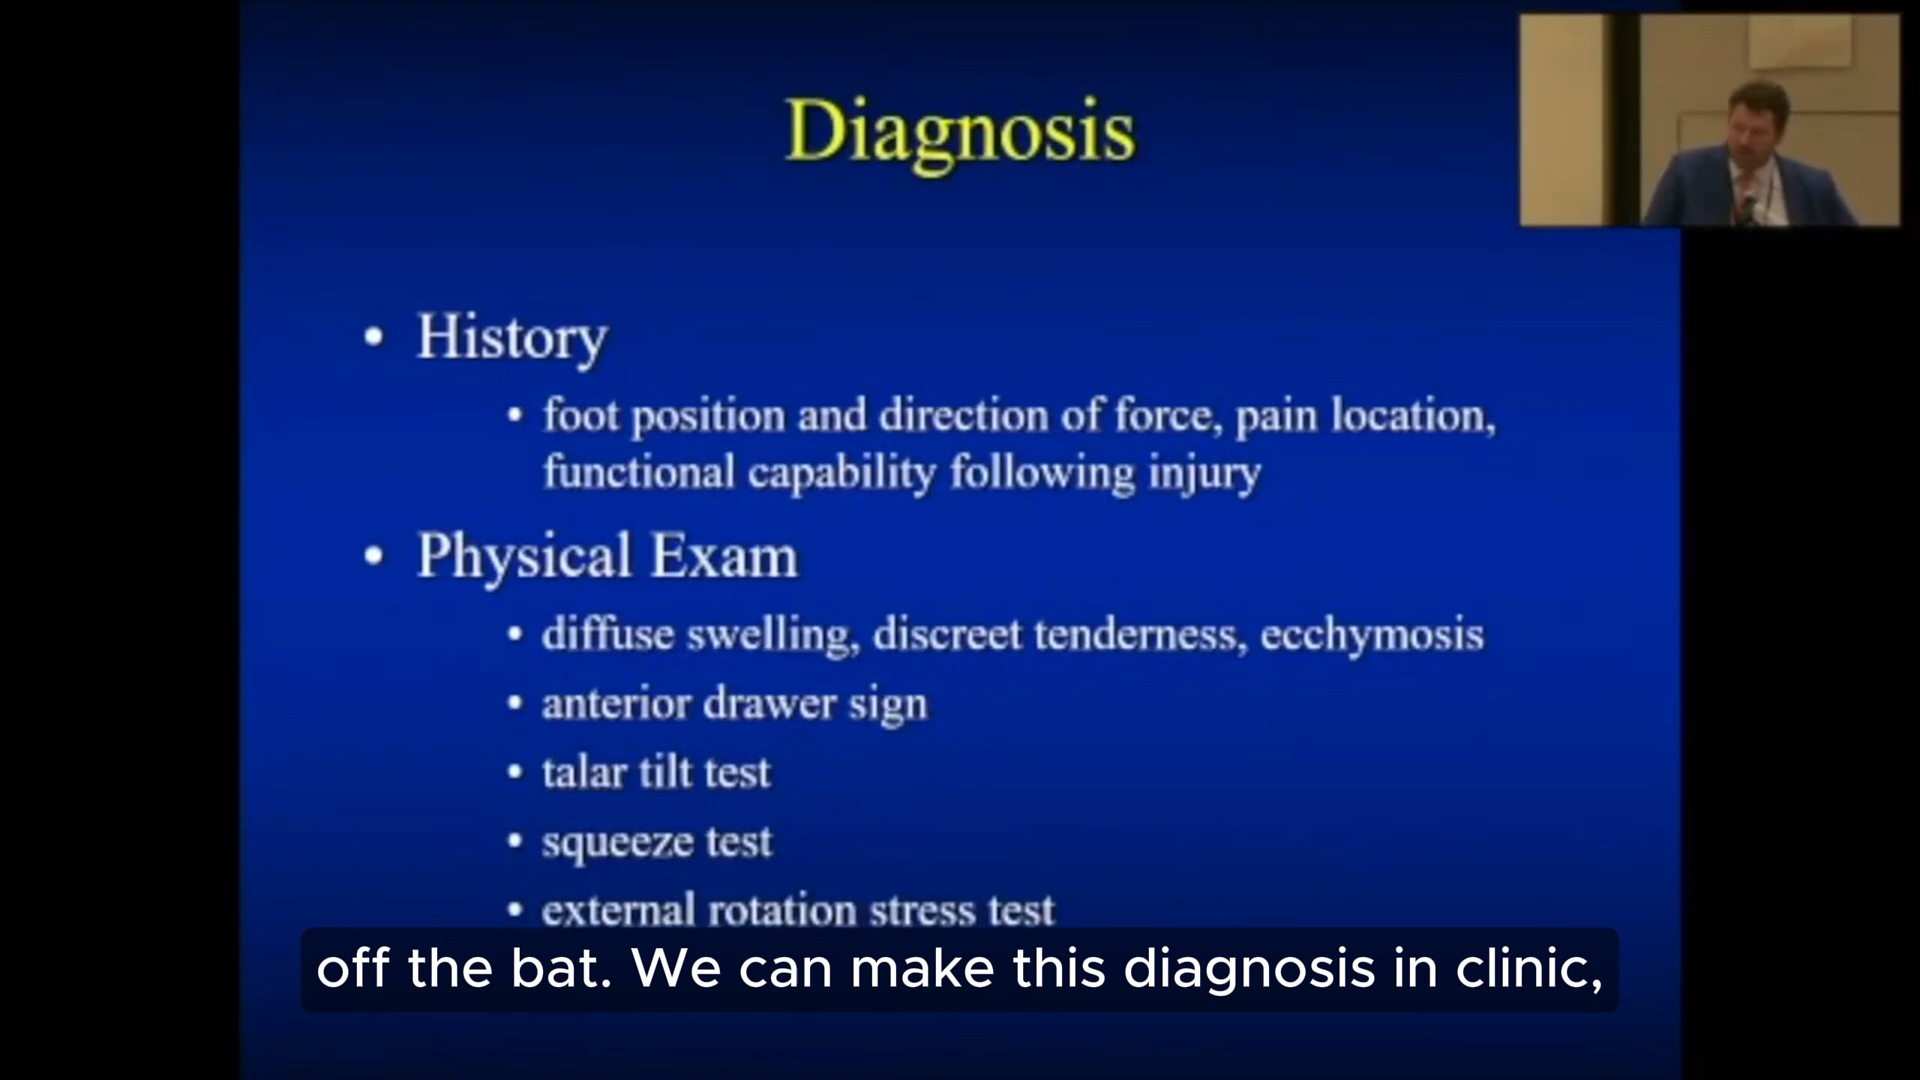 Diagnosis
• History
• foot position and direction of force, pain location,
functional capability following injury
• Physical Exam
• diffuse swelling, discreet tenderness, ecchymosis
• anterior drawer sign
• talar tilt test
• squeeze test
• external rotation stress test
off the bat. We can make this diagnosis in clinic,